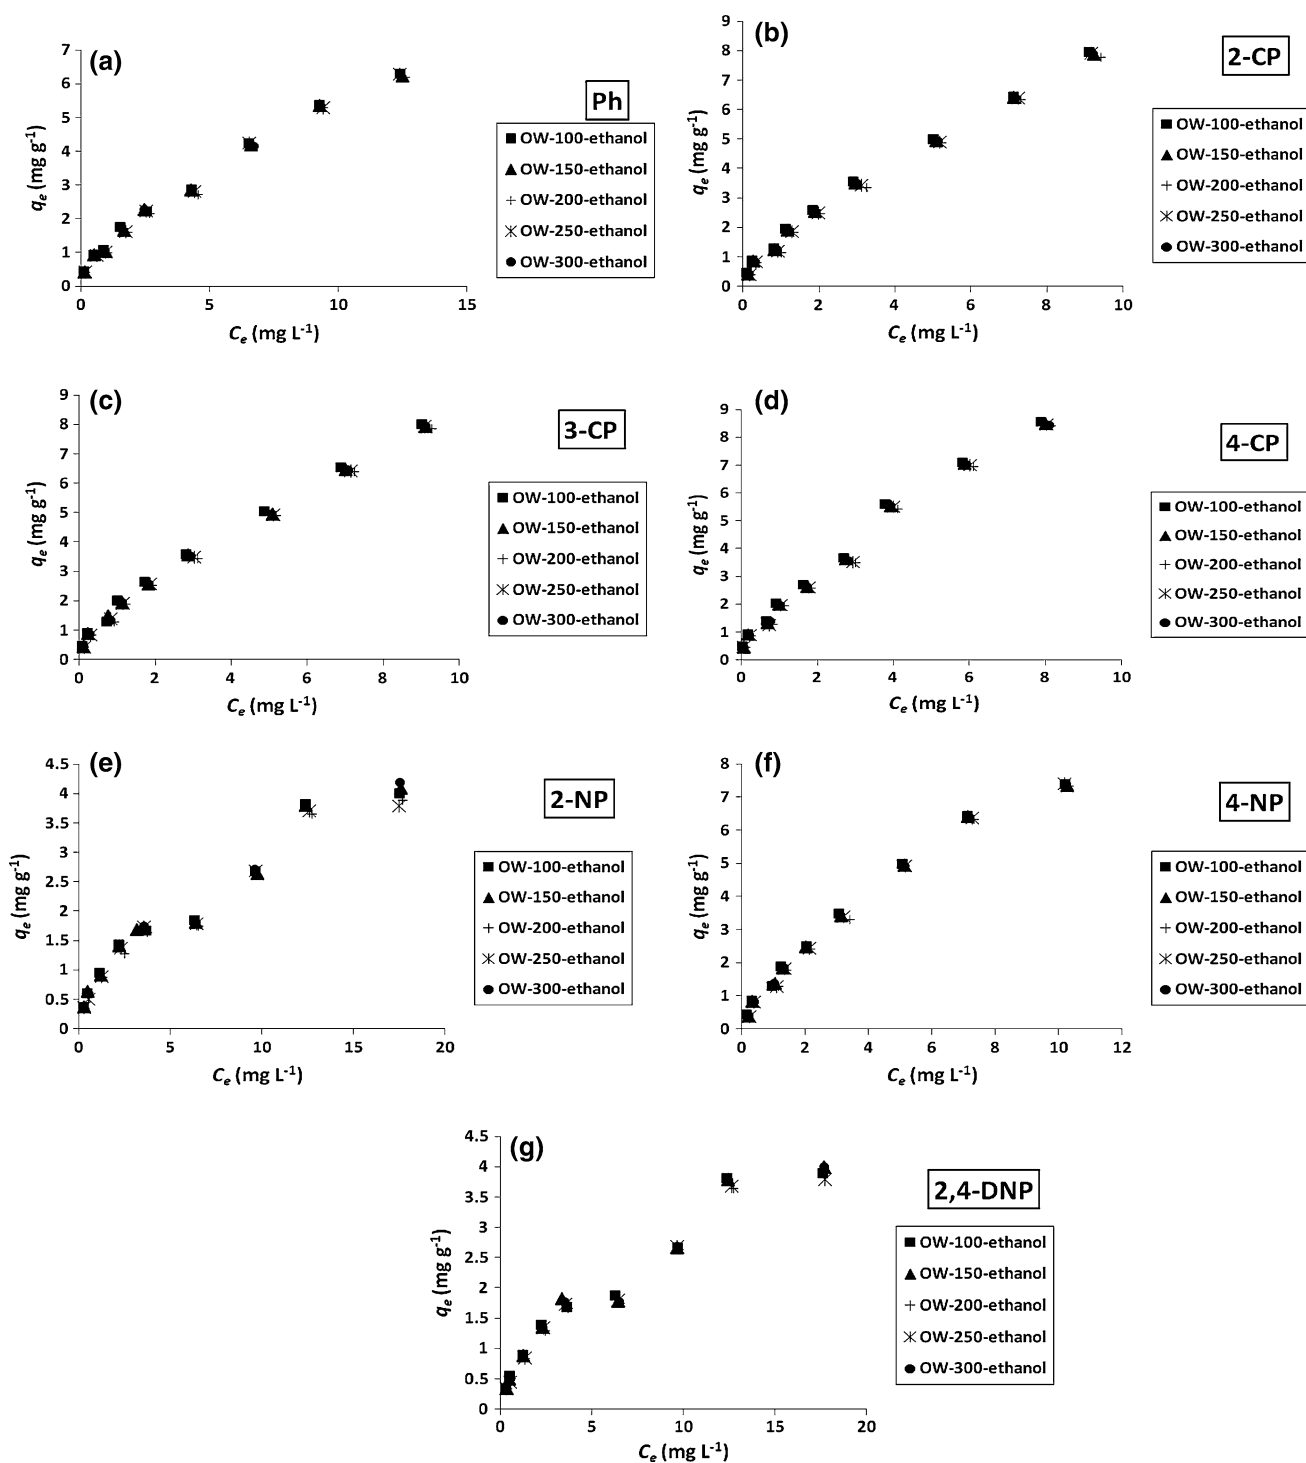 (a)
Ph
7
6
5
4
3
2
1
0
qe (mg g-1)
0 5 10 15
Ce (mg L-1)
OW-100-ethanol
OW-150-ethanol
OW-200-ethanol
OW-250-ethanol
OW-300-ethanol
(b)
2-CP
9
8
7
6
5
4
3
2
1
0
qe (mg g-1)
0 2 4 6 8 10
Ce (mg L-1)
OW-100-ethanol
OW-150-ethanol
OW-200-ethanol
OW-250-ethanol
OW-300-ethanol
(c)
3-CP
9
8
7
6
5
4
3
2
1
0
qe (mg g-1)
0 2 4 6 8 10
Ce (mg L-1)
OW-100-ethanol
OW-150-ethanol
OW-200-ethanol
OW-250-ethanol
OW-300-ethanol
(d)
4-CP
9
8
7
6
5
4
3
2
1
0
qe (mg g-1)
0 2 4 6 8 10
Ce (mg L-1)
OW-100-ethanol
OW-150-ethanol
OW-200-ethanol
OW-250-ethanol
OW-300-ethanol
(e)
2-NP
4.5
4
3.5
3
2.5
2
1.5
1
0.5
0
qe (mg g-1)
0 5 10 15 20
Ce (mg L-1)
OW-100-ethanol
OW-150-ethanol
OW-200-ethanol
OW-250-ethanol
OW-300-ethanol
(f)
4-NP
8
7
6
5
4
3
2
1
0
qe (mg g-1)
0 2 4 6 8 10 12
Ce (mg L-1)
OW-100-ethanol
OW-150-ethanol
OW-200-ethanol
OW-250-ethanol
OW-300-ethanol
(g)
2,4-DNP
4.5
4
3.5
3
2.5
2
1.5
1
0.5
0
qe (mg g-1)
0 5 10 15 20
Ce (mg L-1)
OW-100-ethanol
OW-150-ethanol
OW-200-ethanol
OW-250-ethanol
OW-300-ethanol